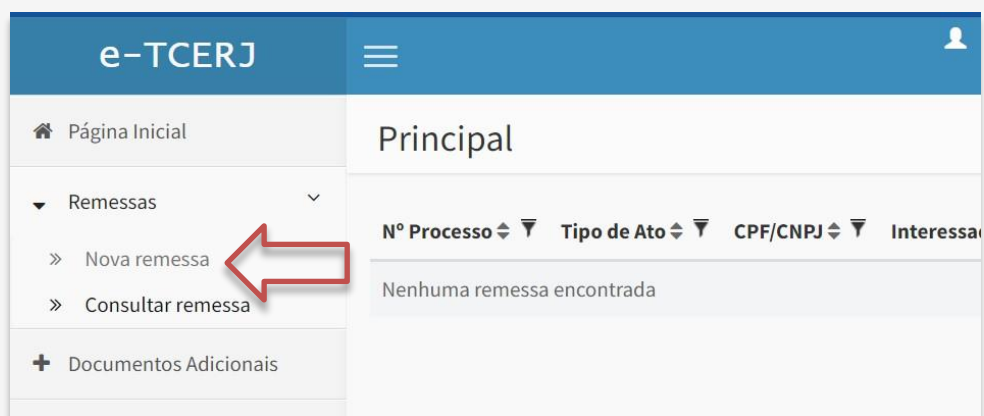 e-TCERJ
Página Inicial
Remessas
Nova remessa
Consultar remessa
Documentos Adicionais
Principal
Nº Processo Tipo de Ato CPF/CNPJ Interessad
Nenhuma remessa encontrada